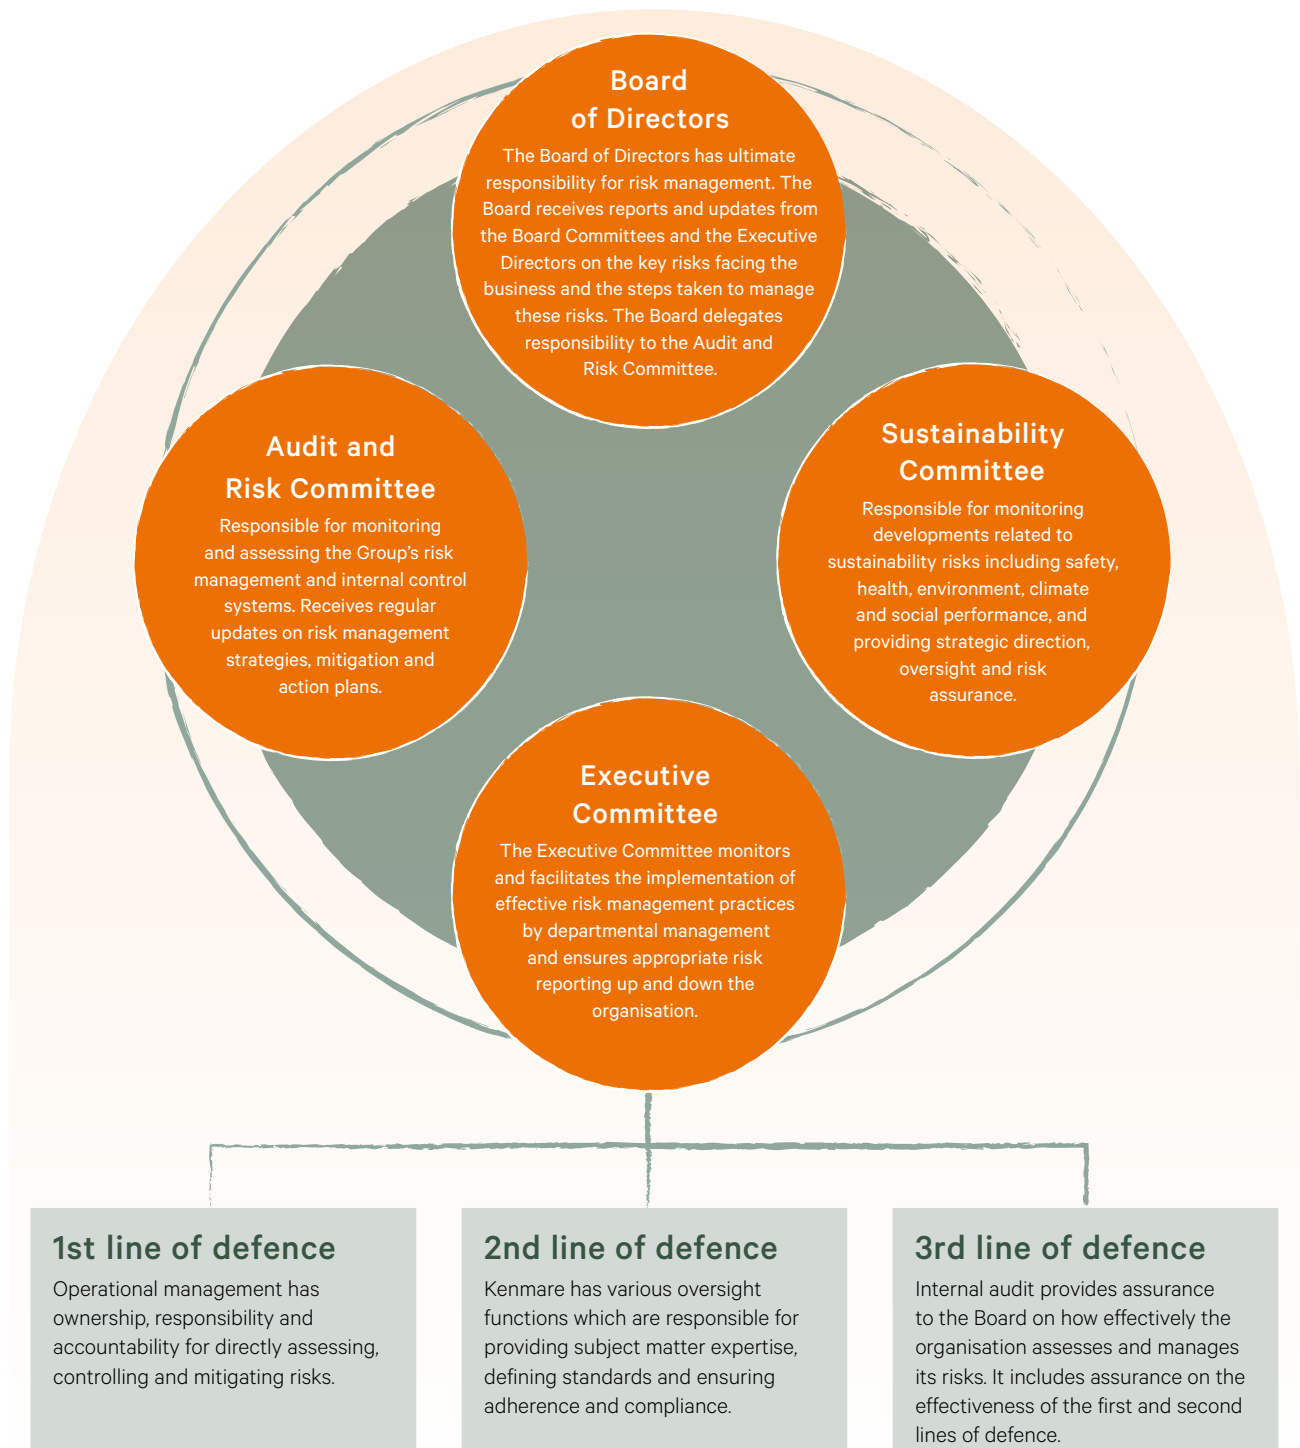 Board
of Directors
The Board of Directors has ultimate
responsibility for risk management. The
Board receives reports and updates from
the Board Committees and the Executive
Directors on the key risks facing the
business and the steps taken to manage
these risks. The Board delegates
responsibility to the Audit and
Risk Committee.
Audit and
Risk Committee
Responsible for monitoring
and assessing the Group’s risk
management and internal control
systems. Receives regular
updates on risk management
strategies, mitigation and
action plans.
Sustainability
Committee
Responsible for monitoring
developments related to
sustainability risks including safety,
health, environment, climate
and social performance, and
providing strategic direction,
oversight and risk
assurance.
Executive
Committee
The Executive Committee monitors
and facilitates the implementation of
effective risk management practices
by departmental management
and ensures appropriate risk
reporting up and down the
organisation.
1st line of defence
Operational management has
ownership, responsibility and
accountability for directly assessing,
controlling and mitigating risks.
2nd line of defence
Kenmare has various oversight
functions which are responsible for
providing subject matter expertise,
defining standards and ensuring
adherence and compliance.
3rd line of defence
Internal audit provides assurance
to the Board on how effectively the
organisation assesses and manages
its risks. It includes assurance on the
effectiveness of the first and second
lines of defence.